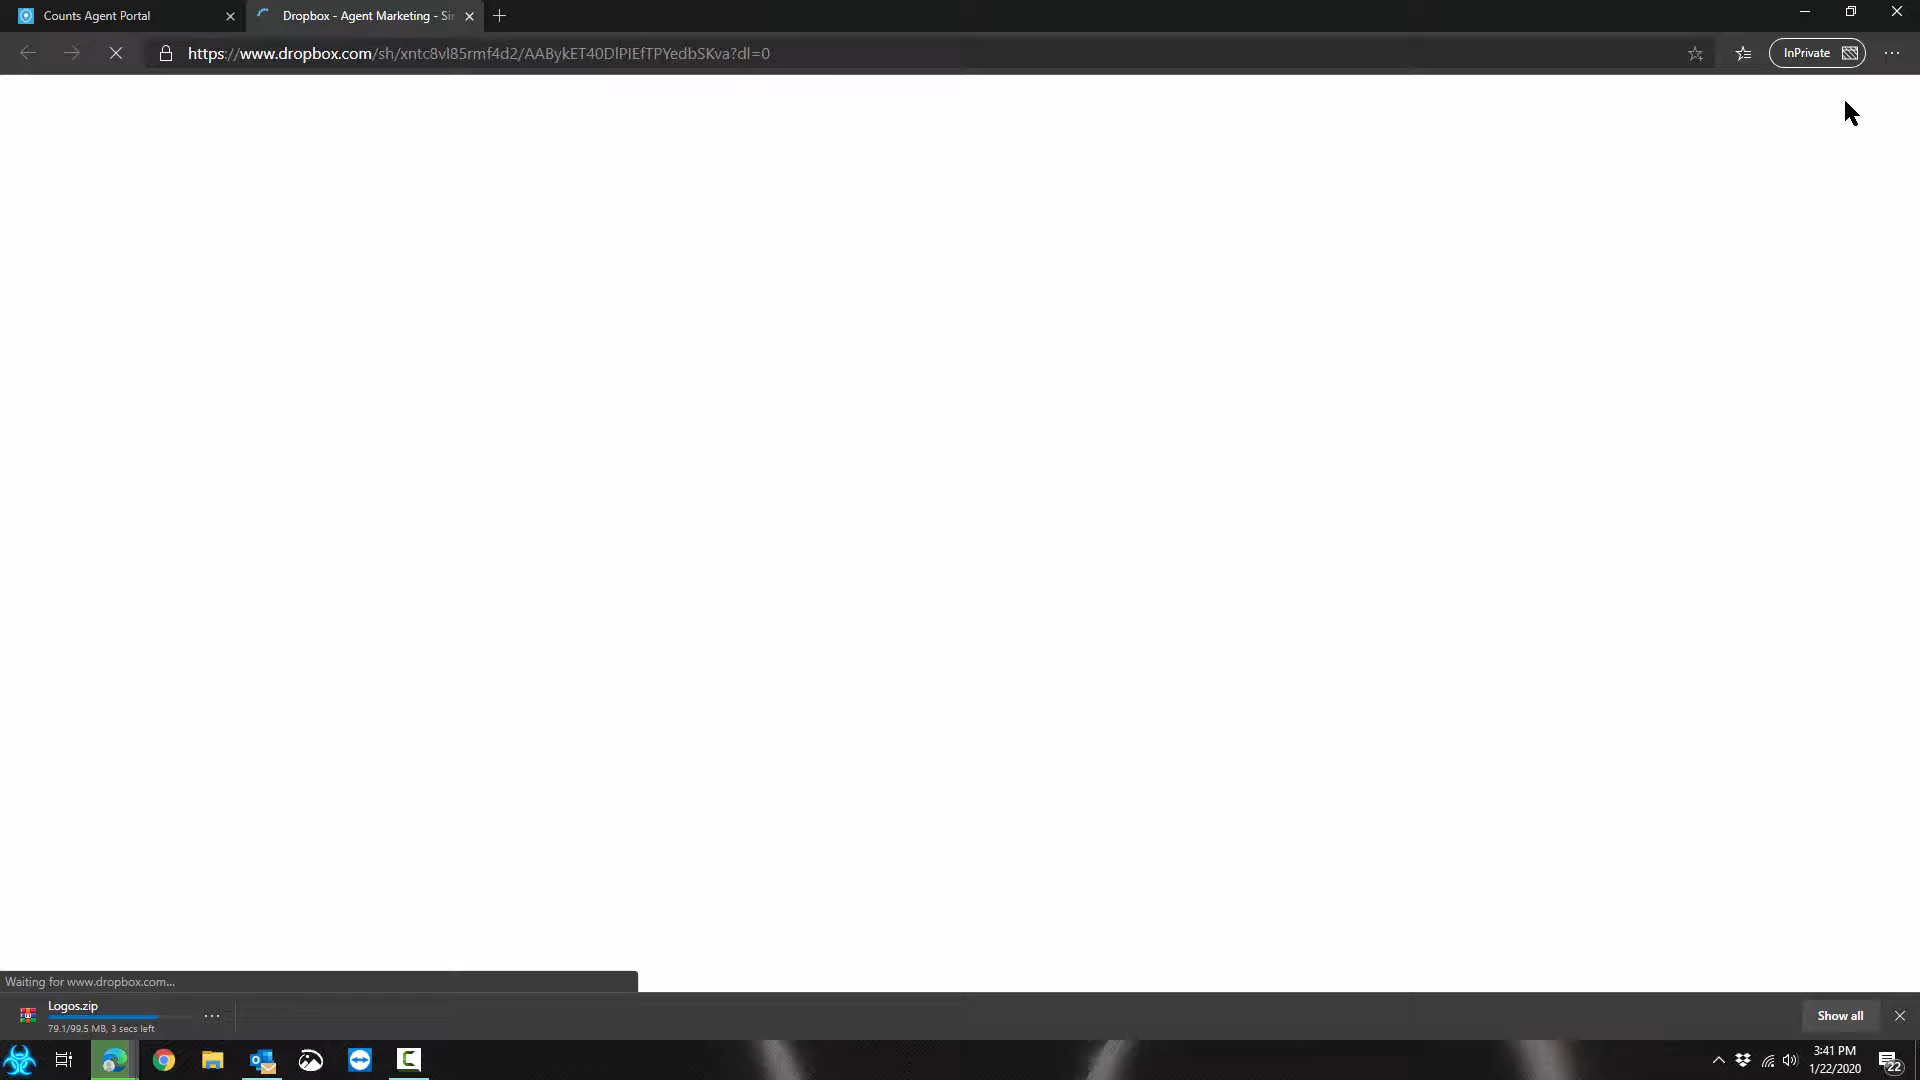 Counts Agent Portal
Dropbox - Agent Marketing - Sir
https://www.dropbox.com/sh/xntc8vl85rmf4d2/AABykET40DlPIEfTPYedbSKva?dl=0
InPrivate
Waiting for www.dropbox.com...
Logos.zip
79.1/99.5 MB, 3 secs left
Show all
3:41 PM
1/22/2020
22